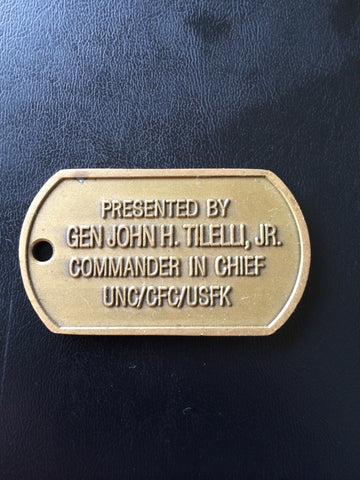 PRESENTED BY
GEN JOHN H. TILELLI, JR.
COMMANDER IN CHIEF
UNC/CFC/USFK